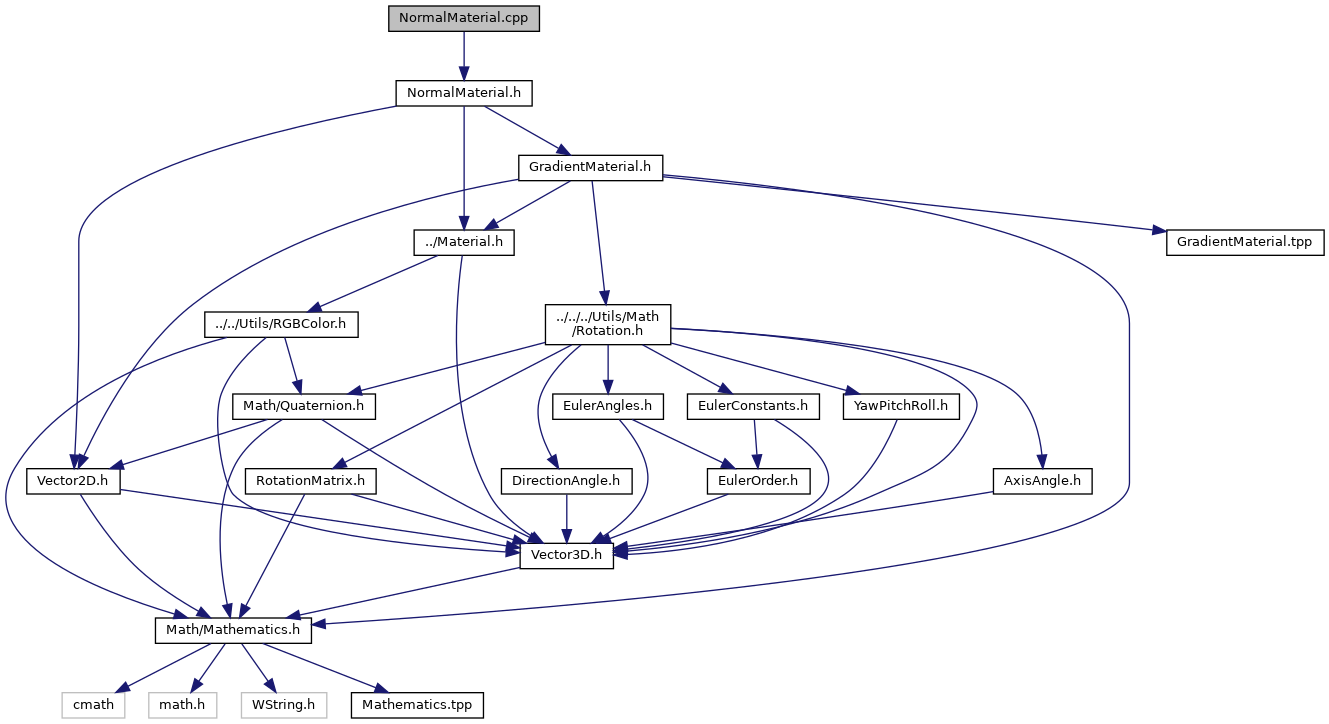 NormalMaterial.cpp
NormalMaterial.h
GradientMaterial.h
../Material.h
GradientMaterial.tpp
../../Utils/RGBColor.h
../../../Utils/Math
/Rotation.h
Math/Quaternion.h
EulerAngles.h
EulerConstants.h
YawPitchRoll.h
Vector2D.h
RotationMatrix.h
DirectionAngle.h
EulerOrder.h
AxisAngle.h
Vector3D.h
Math/Mathematics.h
cmath
math.h
WString.h
Mathematics.tpp